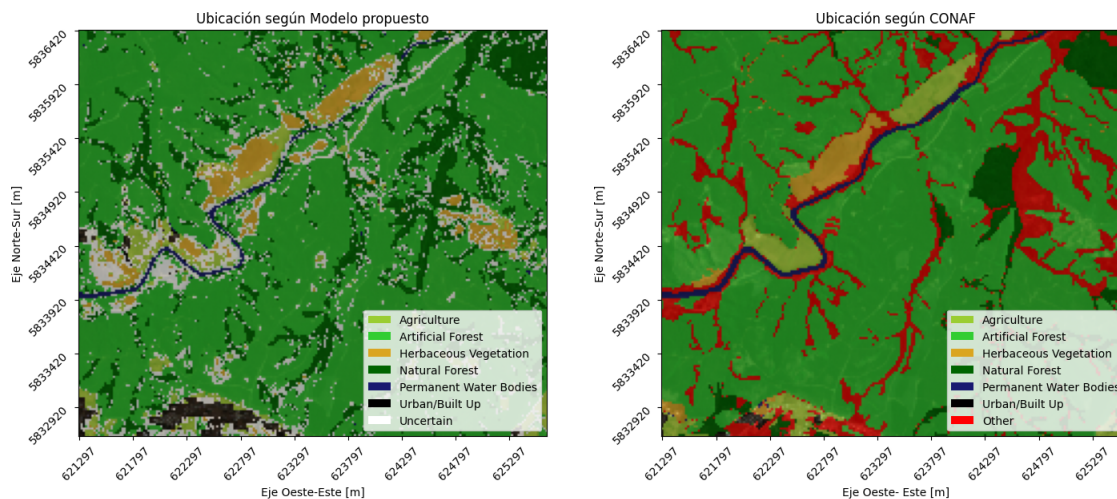 Ubicación según Modelo propuesto
5836420
5835920
5835420
5834920
5834420
5833920
5833420
5832920
Eje Norte-Sur [m]
Agriculture
Artificial Forest
Herbaceous Vegetation
Natural Forest
Permanent Water Bodies
Urban/Built Up
Uncertain
621297
621797
622297
622797
623297
623797
624297
624797
625297
Eje Oeste-Este [m]
Ubicación según CONAF
5836420
5835920
5835420
5834920
5834420
5833920
5833420
5832920
Eje Norte-Sur [m]
Agriculture
Artificial Forest
Herbaceous Vegetation
Natural Forest
Permanent Water Bodies
Urban/Built Up
Other
621297
621797
622297
622797
623297
623797
624297
624797
625297
Eje Oeste- Este [m]